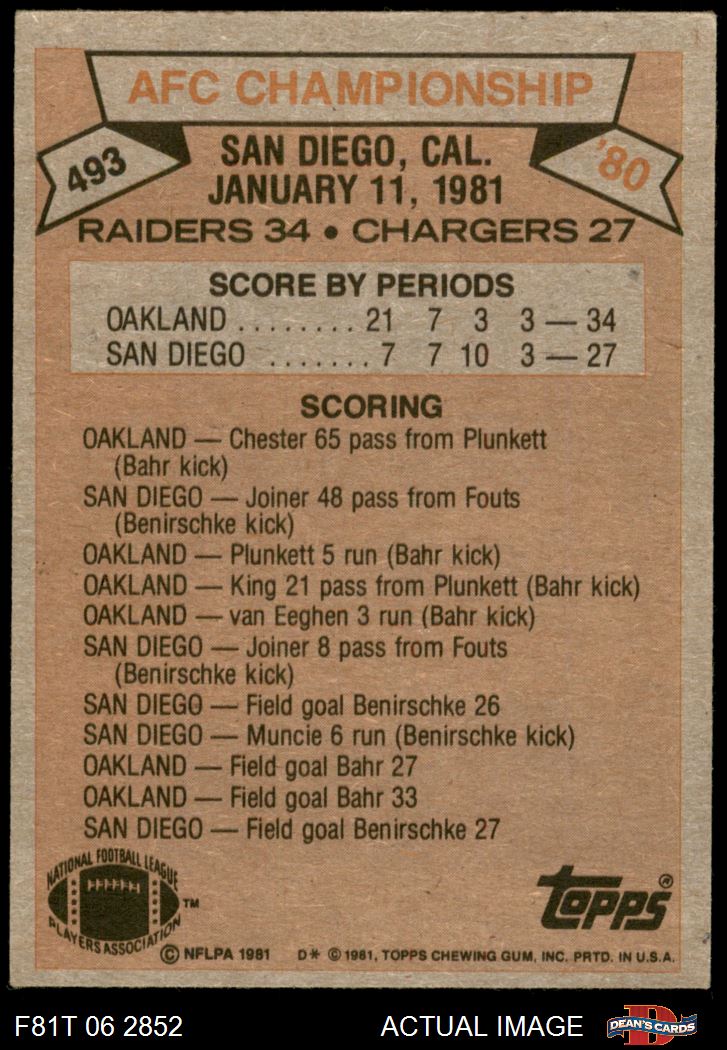 AFC CHAMPIONSHIP
493
SAN DIEGO, CAL.
'80
JANUARY 11, 1981
RAIDERS 34 • CHARGERS 27
SCORE BY PERIODS
OAKLAND ........ 21 7 3 3 — 34
SAN DIEGO ....... 7 7 10 3 — 27
SCORING
OAKLAND — Chester 65 pass from Plunkett
(Bahr kick)
SAN DIEGO — Joiner 48 pass from Fouts
(Benirschke kick)
OAKLAND — Plunkett 5 run (Bahr kick)
OAKLAND — King 21 pass from Plunkett (Bahr kick)
OAKLAND — van Eeghen 3 run (Bahr kick)
SAN DIEGO — Joiner 8 pass from Fouts
(Benirschke kick)
SAN DIEGO — Field goal Benirschke 26
SAN DIEGO — Muncie 6 run (Benirschke kick)
OAKLAND — Field goal Bahr 27
OAKLAND — Field goal Bahr 33
SAN DIEGO — Field goal Benirschke 27
NATIONAL FOOTBALL LEAGUE
PLAYERS ASSOCIATION
TM
topps®
© NFLPA 1981
D* © 1981, TOPPS CHEWING GUM, INC. PRTD. IN U.S.A.
F81T 06 2852
ACTUAL IMAGE
D
DEAN'S CARDS